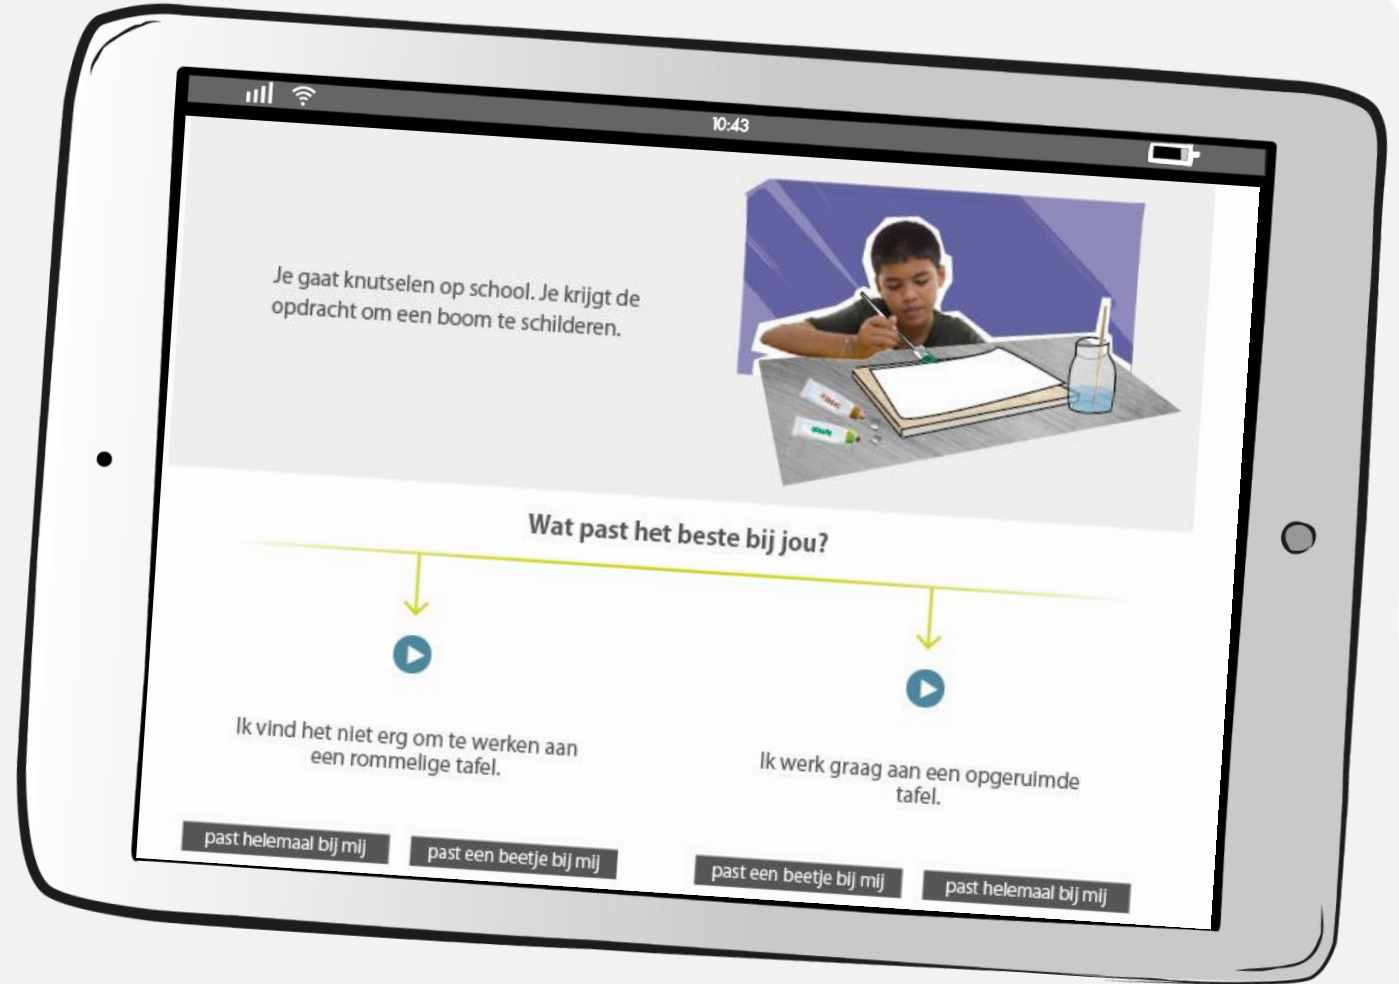 10:43
Je gaat knutselen op school. Je krijgt de
opdracht om een boom te schilderen.
Wat past het beste bij jou?
Ik vind het niet erg om te werken aan
een rommelige tafel.
Ik werk graag aan een opgeruimde
tafel.
past helemaal bij mij
past een beetje bij mij
past een beetje bij mij
past helemaal bij mij